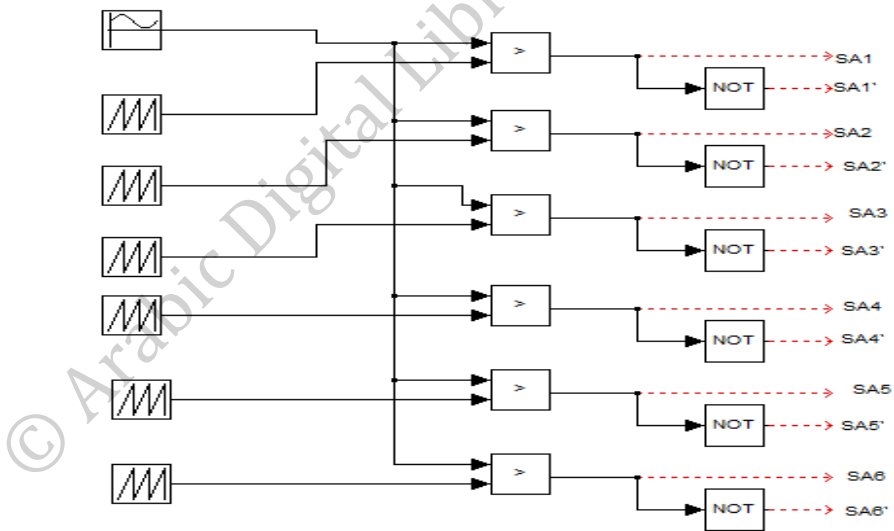 >
SA1
NOT
SA1'
>
SA2
NOT
SA2'
>
SA3
NOT
SA3'
>
SA4
NOT
SA4'
>
SA5
NOT
SA5'
>
SA6
NOT
SA6'
© Arabic Digital Libr